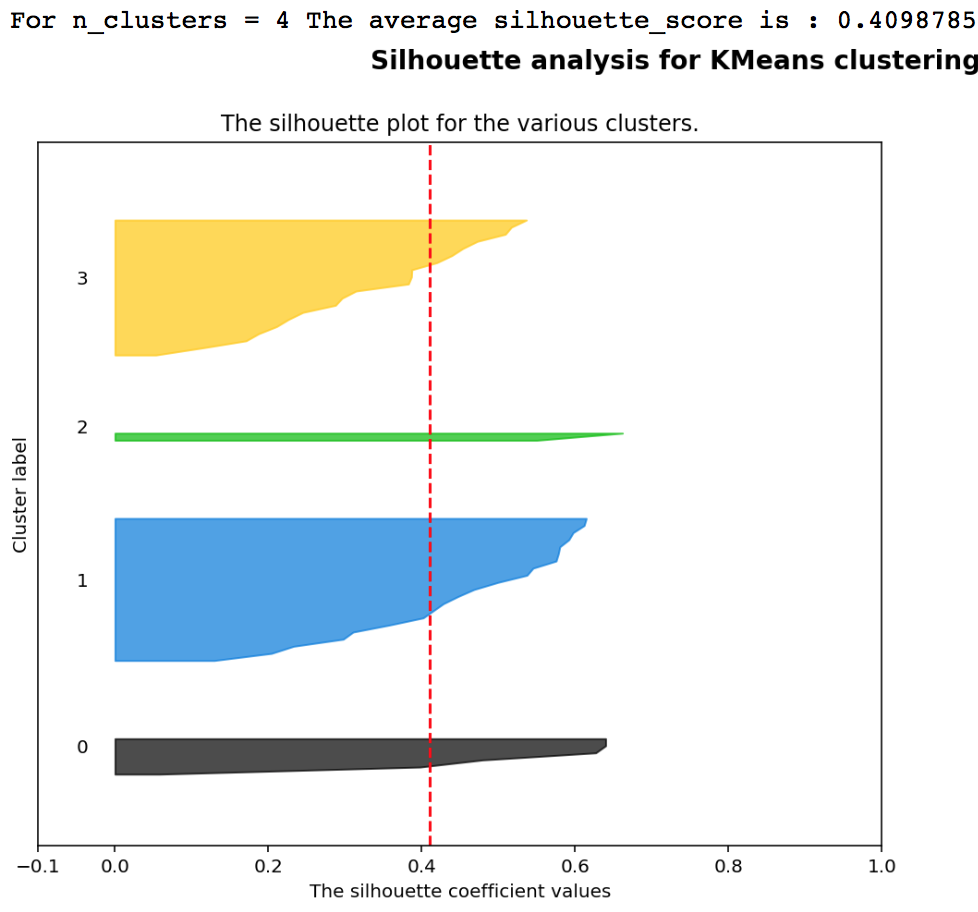 For n_clusters = 4 The average silhouette_score is : 0.4098785
Silhouette analysis for KMeans clustering
The silhouette plot for the various clusters.
3
2
Cluster label
1
0
−0.1 0.0 0.2 0.4 0.6 0.8 1.0
The silhouette coefficient values